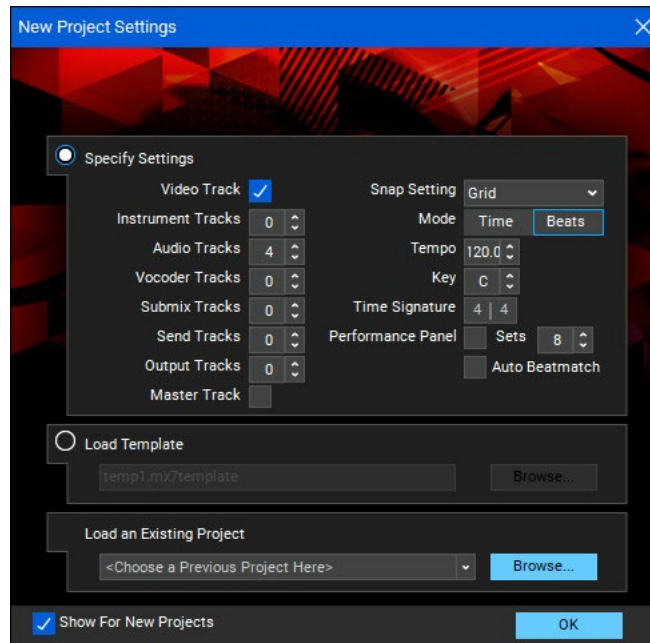 New Project Settings
Specify Settings
Video Track
Snap Setting Grid
Instrument Tracks 0
Mode Time Beats
Audio Tracks 4
Tempo 120.0
Vocoder Tracks 0
Key C
Submix Tracks 0
Time Signature 4 | 4
Send Tracks 0
Performance Panel Sets 8
Output Tracks 0
Auto Beatmatch
Master Track
Load Template
temp1.mx7template Browse...
Load an Existing Project
<Choose a Previous Project Here> Browse...
Show For New Projects OK